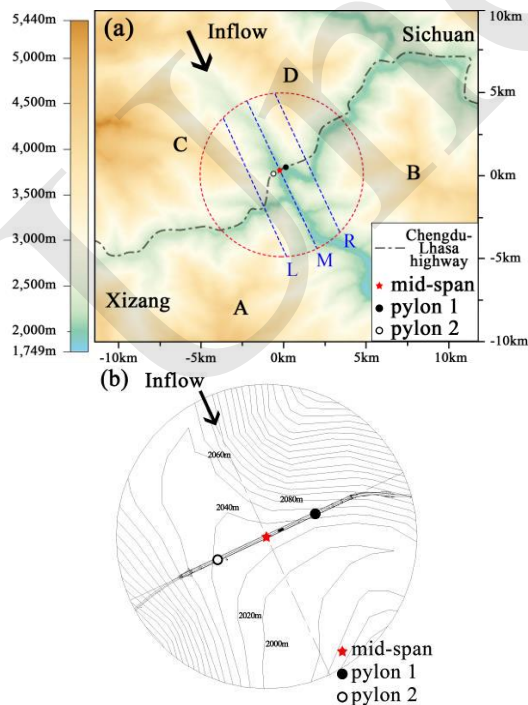 5,440m
5,000m
4,500m
4,000m
3,500m
3,000m
2,500m
2,000m
1,749m
(a)
Inflow
Sichuan
D
C
B
A
Xizang
L
M
R
Chengdu-
Lhasa
highway
mid-span
pylon 1
pylon 2
10km
5km
0km
-5km
-10km
-10km
-5km
0km
5km
10km
(b)
Inflow
2060m
2040m
2080m
2020m
2000m
mid-span
pylon 1
pylon 2